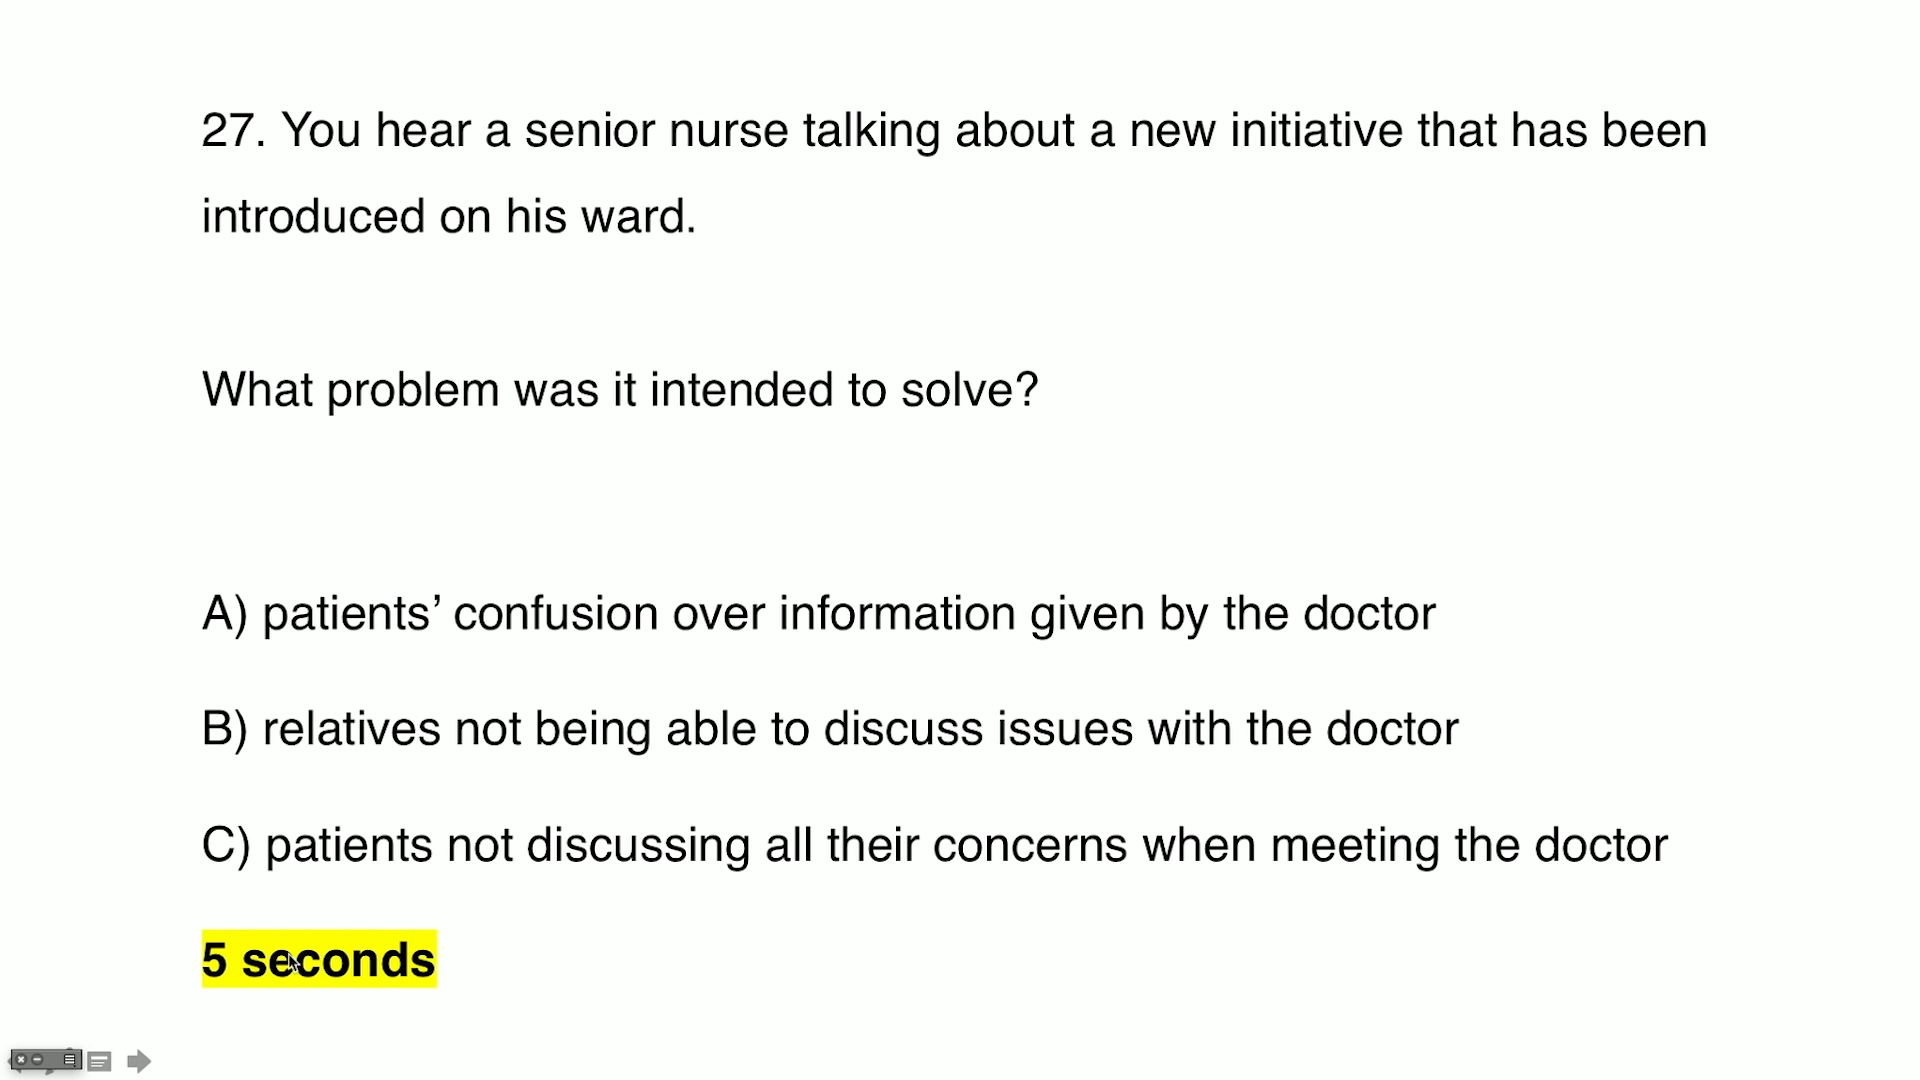 27. You hear a senior nurse talking about a new initiative that has been
introduced on his ward.
What problem was it intended to solve?
A) patients’ confusion over information given by the doctor
B) relatives not being able to discuss issues with the doctor
C) patients not discussing all their concerns when meeting the doctor
5 seconds